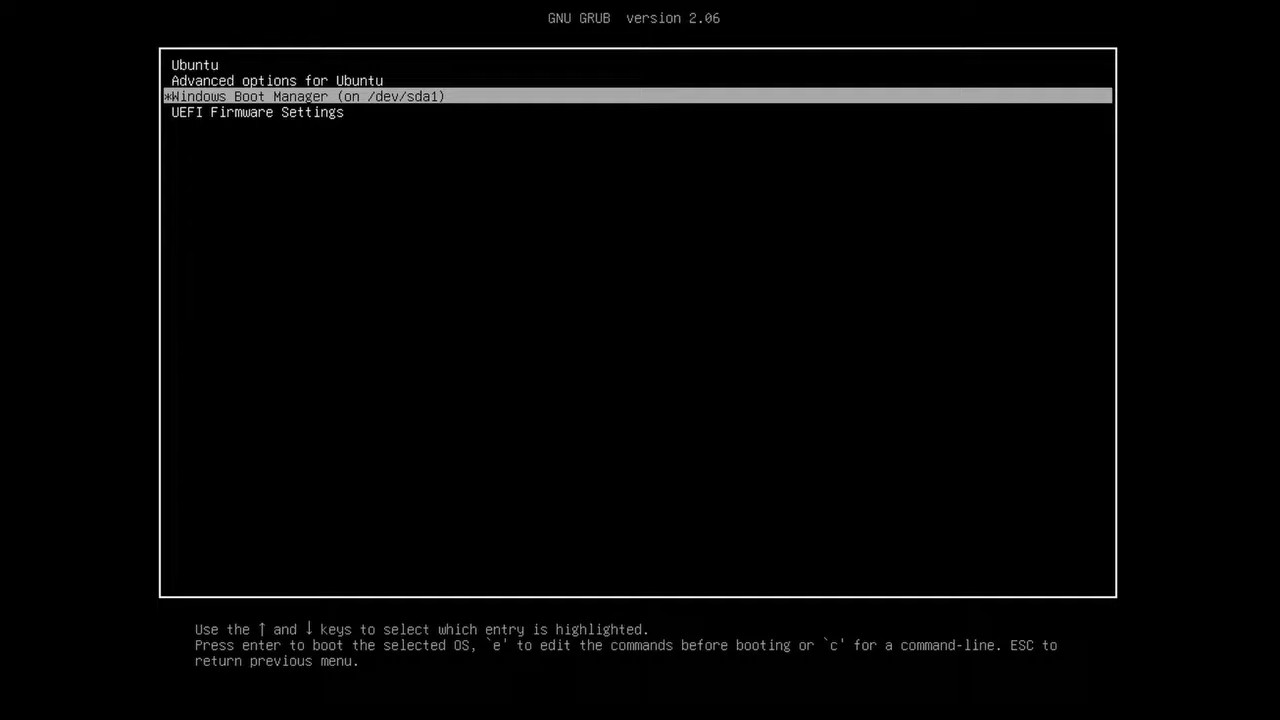 GNU GRUB  version 2.06
Ubuntu
Advanced options for Ubuntu
*Windows Boot Manager (on /dev/sda1)
UEFI Firmware Settings
Use the ↑ and ↓ keys to select which entry is highlighted.
Press enter to boot the selected OS, `e' to edit the commands before booting or `c' for a command-line. ESC to
return previous menu.